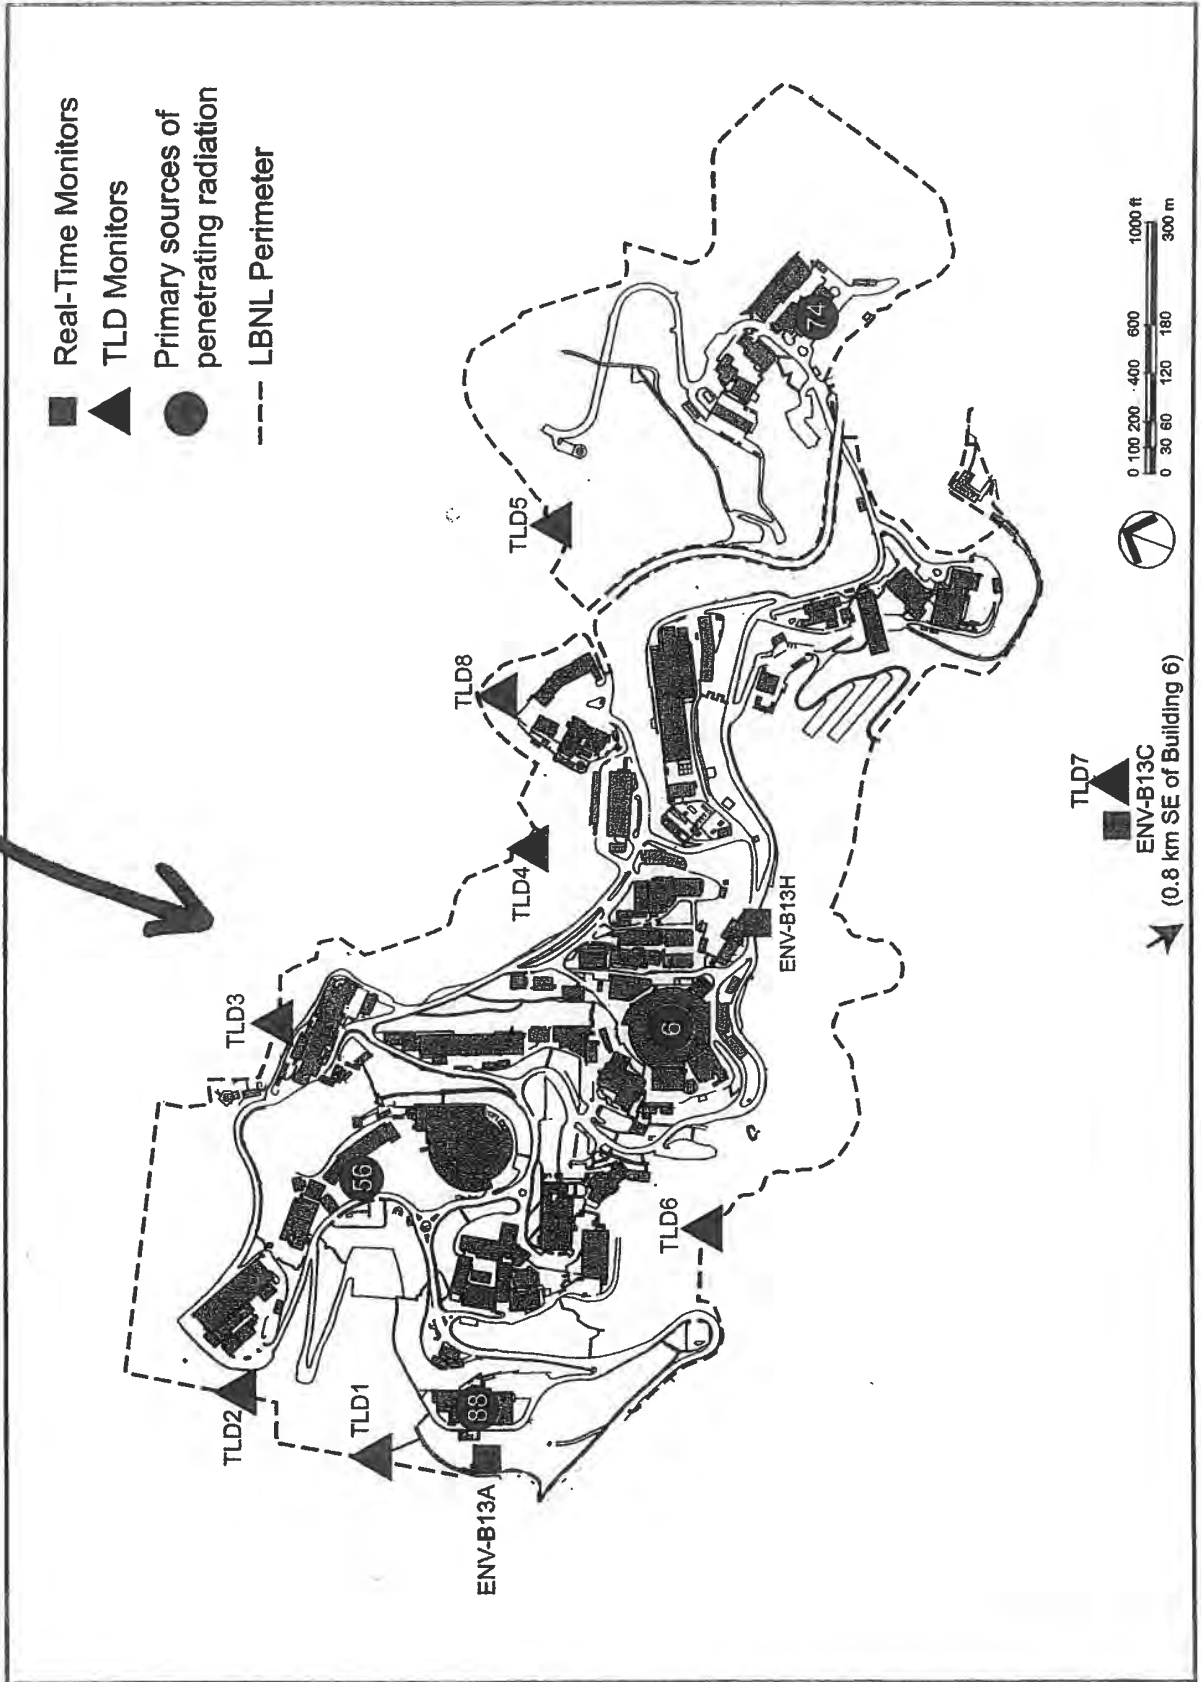 Real-Time Monitors
TLD Monitors
Primary sources of
penetrating radiation
LBNL Perimeter
TLD1
TLD2
TLD3
TLD4
TLD8
TLD5
TLD6
TLD7
ENV-B13A
ENV-B13H
ENV-B13C
(0.8 km SE of Building 6)
88
56
6
74
0 100 200 400 600 1000 ft
0 30 60 120 180 300 m